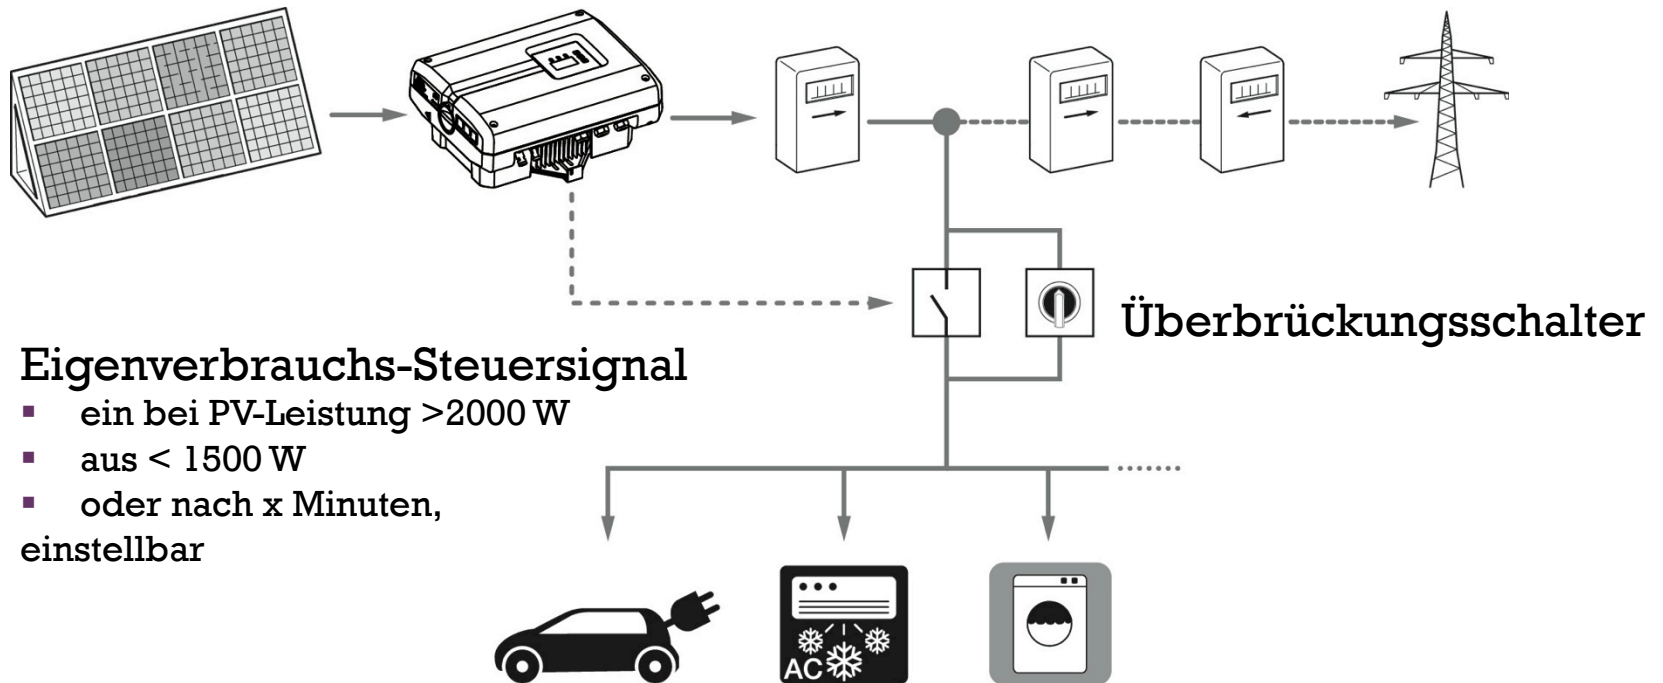 Überbrückungsschalter
Eigenverbrauchs-Steuersignal
▪ ein bei PV-Leistung >2000 W
▪ aus < 1500 W
▪ oder nach x Minuten,
einstellbar
AC